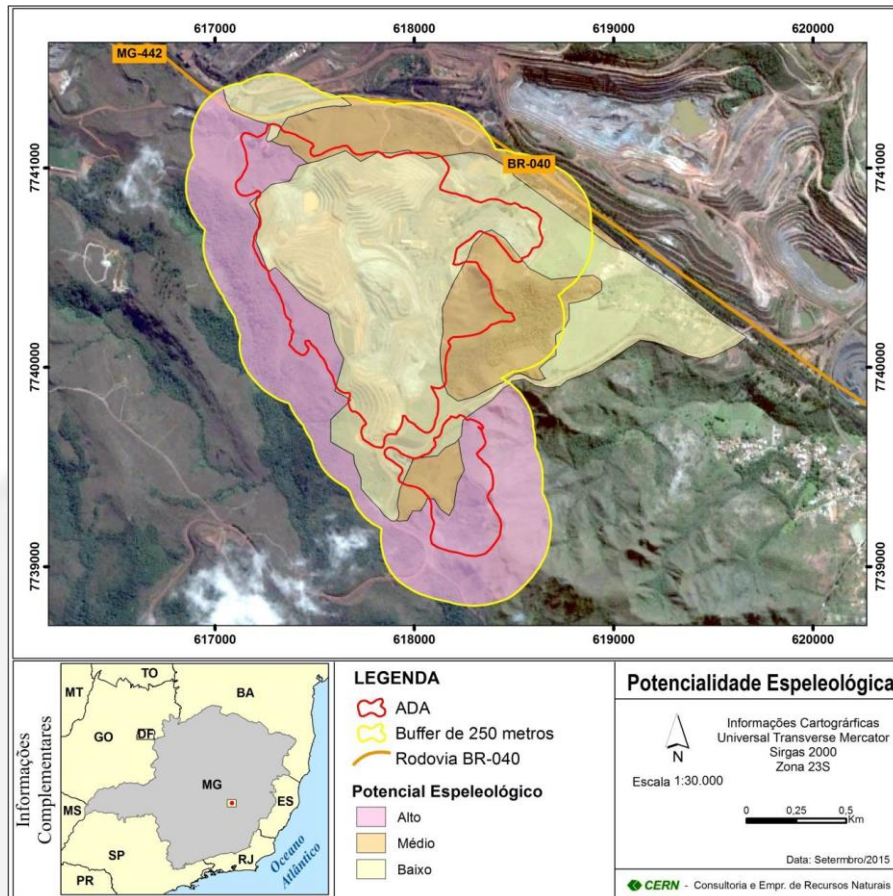 617000 618000 619000 620000
MG-442
BR-040
7741000 7741000
7740000 7740000
7739000 7739000
617000 618000 619000 620000
Informações
Complementares
TO
MT
BA
GO
DF
MG
MS
ES
SP
RJ
PR
Oceano
Atlântico
LEGENDA
ADA
Buffer de 250 metros
Rodovia BR-040
Potencial Espeleológico
Alto
Médio
Baixo
Potencialidade Espeleológica
N
Informações Cartográrficas
Universal Transverse Mercator
Sirgas 2000
Zona 23S
Escala 1:30.000
0 0,25 0,5
Km
Data: Setermbro/2015
CERN - Consultoria e Empr. de Recursos Naturais